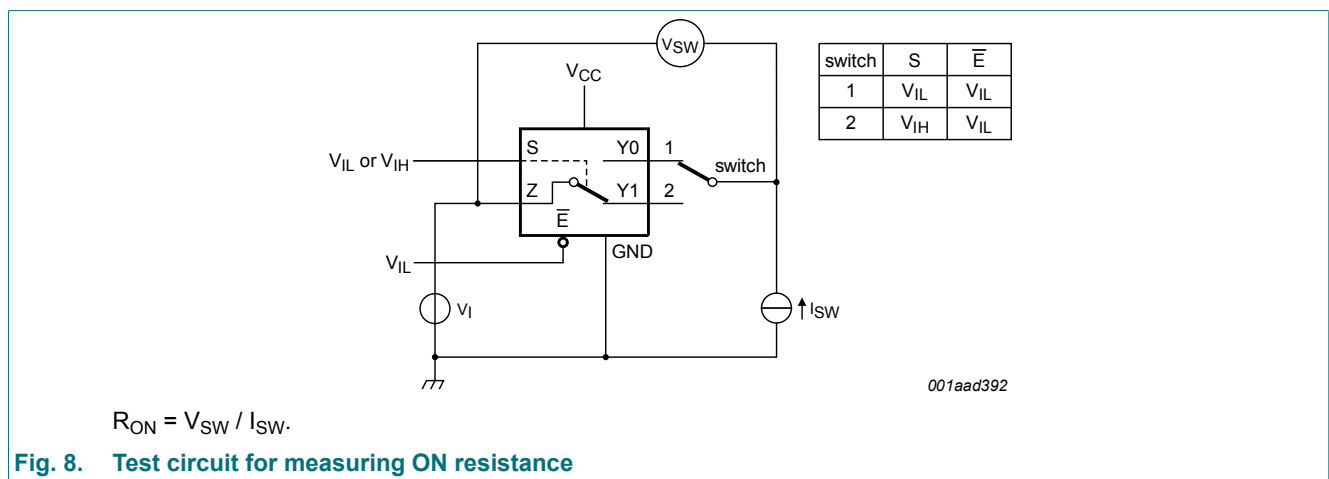 VSW
VCC
switch S E̅
1 VIL VIL
2 VIH VIL
VIL or VIH
S Y0 1
switch
Z Y1 2
E̅
GND
VIL
VI
ISW
001aad392
RON = VSW / ISW.
Fig. 8. Test circuit for measuring ON resistance